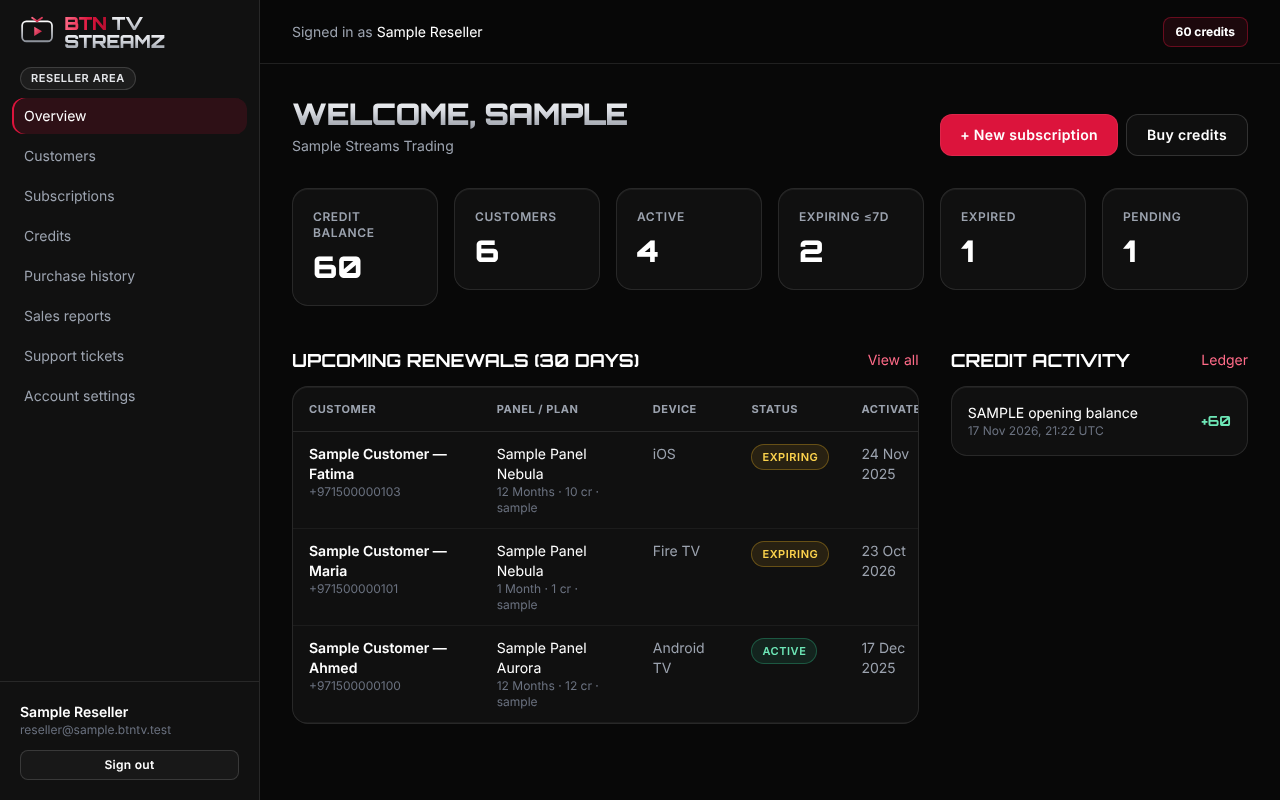 BTN TV
STREAMZ
RESELLER AREA
Overview
Customers
Subscriptions
Credits
Purchase history
Sales reports
Support tickets
Account settings
Sample Reseller
reseller@sample.btntv.test
Sign out
Signed in as Sample Reseller
60 credits
WELCOME, SAMPLE
Sample Streams Trading
+ New subscription
Buy credits
CREDIT
BALANCE
60
CUSTOMERS
6
ACTIVE
4
EXPIRING ≤7D
2
EXPIRED
1
PENDING
1
UPCOMING RENEWALS (30 DAYS)
View all
CUSTOMER PANEL / PLAN DEVICE STATUS ACTIVATE
Sample Customer —
Fatima
+971500000103
Sample Panel
Nebula
12 Months · 10 cr ·
sample
iOS
EXPIRING
24 Nov
2025
Sample Customer —
Maria
+971500000101
Sample Panel
Nebula
1 Month · 1 cr ·
sample
Fire TV
EXPIRING
23 Oct
2026
Sample Customer —
Ahmed
+971500000100
Sample Panel
Aurora
12 Months · 12 cr ·
sample
Android
TV
ACTIVE
17 Dec
2025
CREDIT ACTIVITY
Ledger
SAMPLE opening balance
17 Nov 2026, 21:22 UTC
+60